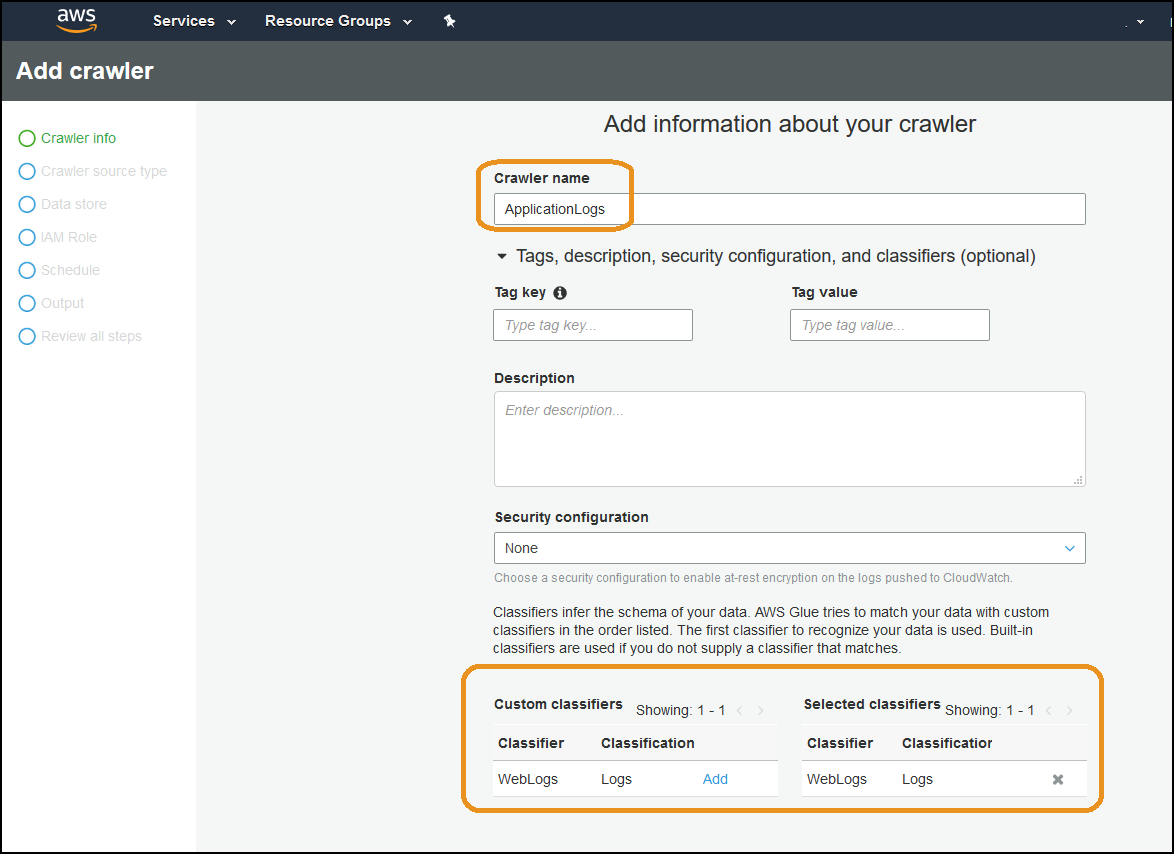 aws Services Resource Groups
Add crawler
Crawler info
Crawler source type
Data store
IAM Role
Schedule
Output
Review all steps
Add information about your crawler
Crawler name
ApplicationLogs
Tags, description, security configuration, and classifiers (optional)
Tag key Tag value
Type tag key... Type tag value...
Description
Enter description...
Security configuration
None
Choose a security configuration to enable at-rest encryption on the logs pushed to CloudWatch.
Classifiers infer the schema of your data. AWS Glue tries to match your data with custom
classifiers in the order listed. The first classifier to recognize your data is used. Built-in
classifiers are used if you do not supply a classifier that matches.
Custom classifiers Showing: 1 - 1 Selected classifiers Showing: 1 - 1
Classifier Classification Classifier Classification
WebLogs Logs Add WebLogs Logs